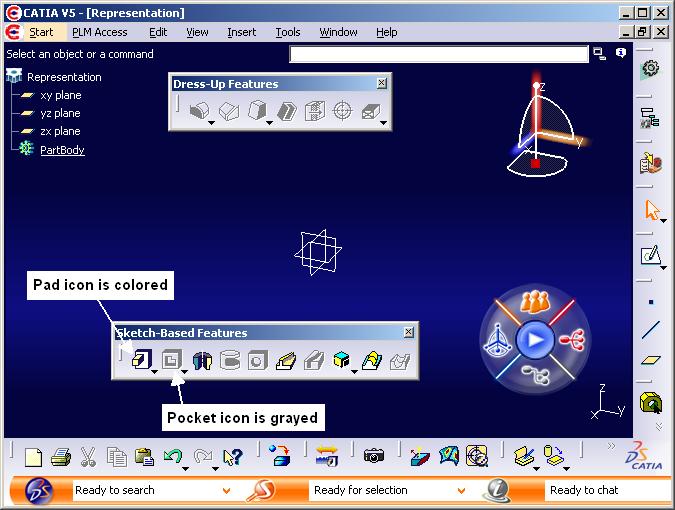 CATIA V5 - [Representation]
Start PLM Access Edit View Insert Tools Window Help
Select an object or a command
Representation
xy plane
yz plane
zx plane
PartBody
Dress-Up Features
z
y
x
Pad icon is colored
Sketch-Based Features
Pocket icon is grayed
z
y
x
CATIA
Ready to search
Ready for selection
Ready to chat